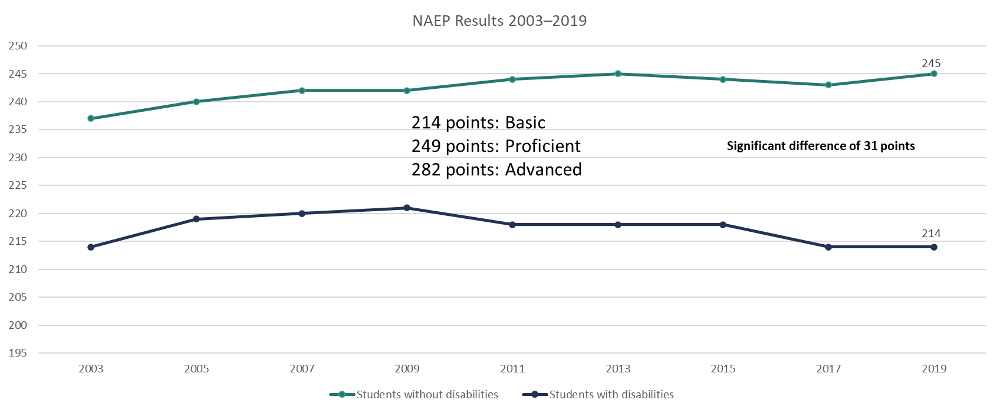 NAEP Results 2003–2019
250
245
245
240
235
214 points: Basic
249 points: Proficient
Significant difference of 31 points
230
282 points: Advanced
225
220
215
214
210
205
200
195
2003 2005 2007 2009 2011 2013 2015 2017 2019
Students without disabilities Students with disabilities